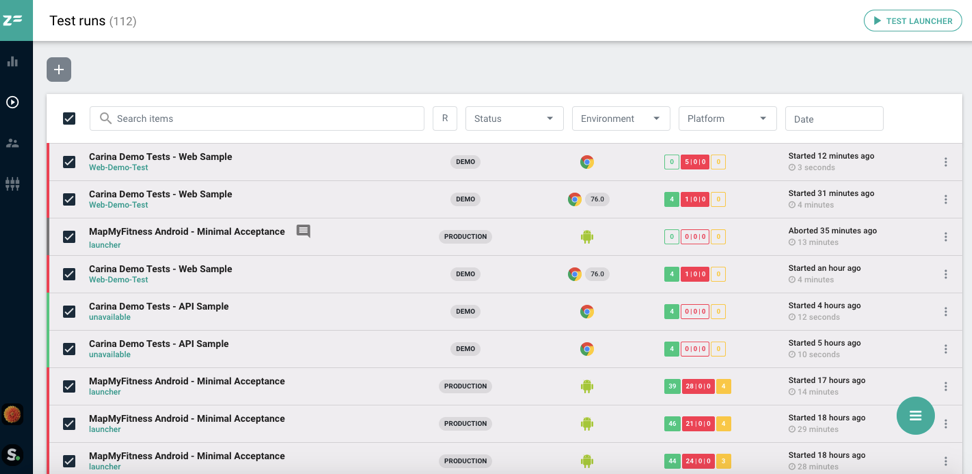 Test runs (112)
TEST LAUNCHER
Search items
R
Status
Environment
Platform
Date
Carina Demo Tests - Web Sample
Web-Demo-Test
DEMO
0 5|0|0 0
Started 12 minutes ago
3 seconds
Carina Demo Tests - Web Sample
Web-Demo-Test
DEMO
76.0
4 1|0|0 0
Started 31 minutes ago
4 minutes
MapMyFitness Android - Minimal Acceptance
launcher
PRODUCTION
0 0|0|0 0
Aborted 35 minutes ago
13 minutes
Carina Demo Tests - Web Sample
Web-Demo-Test
DEMO
76.0
4 1|0|0 0
Started an hour ago
4 minutes
Carina Demo Tests - API Sample
unavailable
DEMO
4 0|0|0 0
Started 4 hours ago
12 seconds
Carina Demo Tests - API Sample
unavailable
DEMO
4 0|0|0 0
Started 5 hours ago
10 seconds
MapMyFitness Android - Minimal Acceptance
launcher
PRODUCTION
39 28|0|0 4
Started 17 hours ago
14 minutes
MapMyFitness Android - Minimal Acceptance
launcher
PRODUCTION
46 21|0|0 4
Started 18 hours ago
29 minutes
MapMyFitness Android - Minimal Acceptance
launcher
PRODUCTION
44 24|0|0 3
Started 18 hours ago
28 minutes
S.